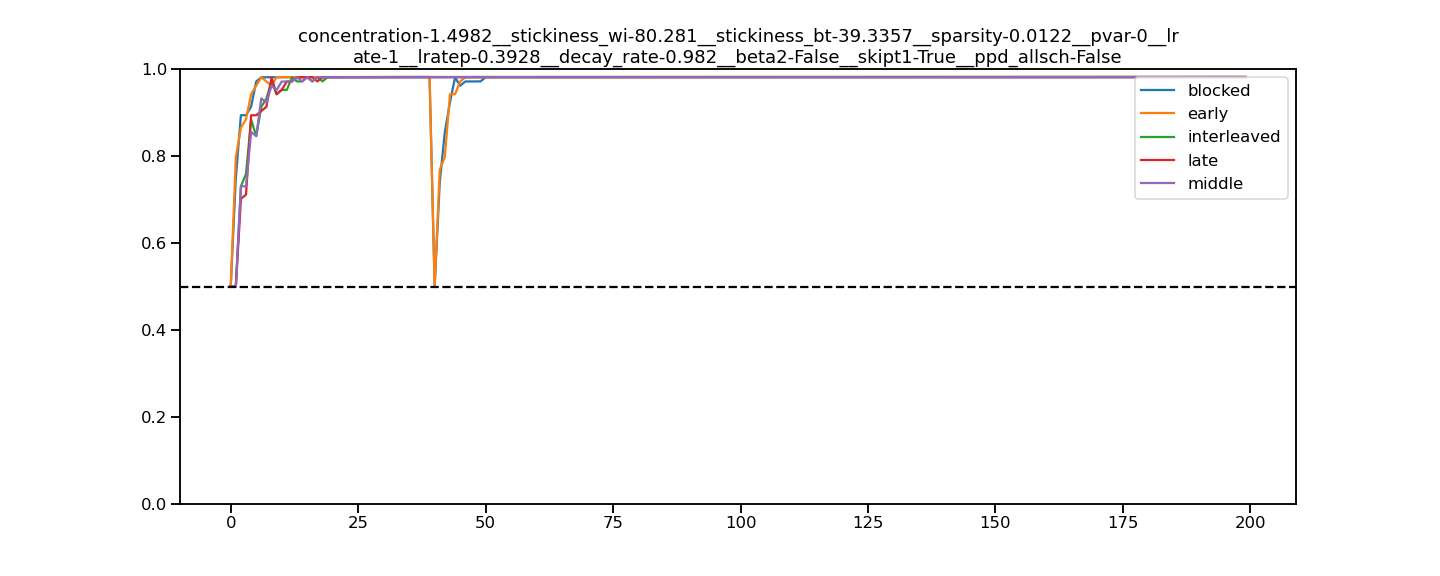 concentration-1.4982__stickiness_wi-80.281__stickiness_bt-39.3357__sparsity-0.0122__pvar-0__lr
ate-1__lratep-0.3928__decay_rate-0.982__beta2-False__skipt1-True__ppd_allsch-False
1.0
0.8
0.6
0.4
0.2
0.0
blocked
early
interleaved
late
middle
0 25 50 75 100 125 150 175 200